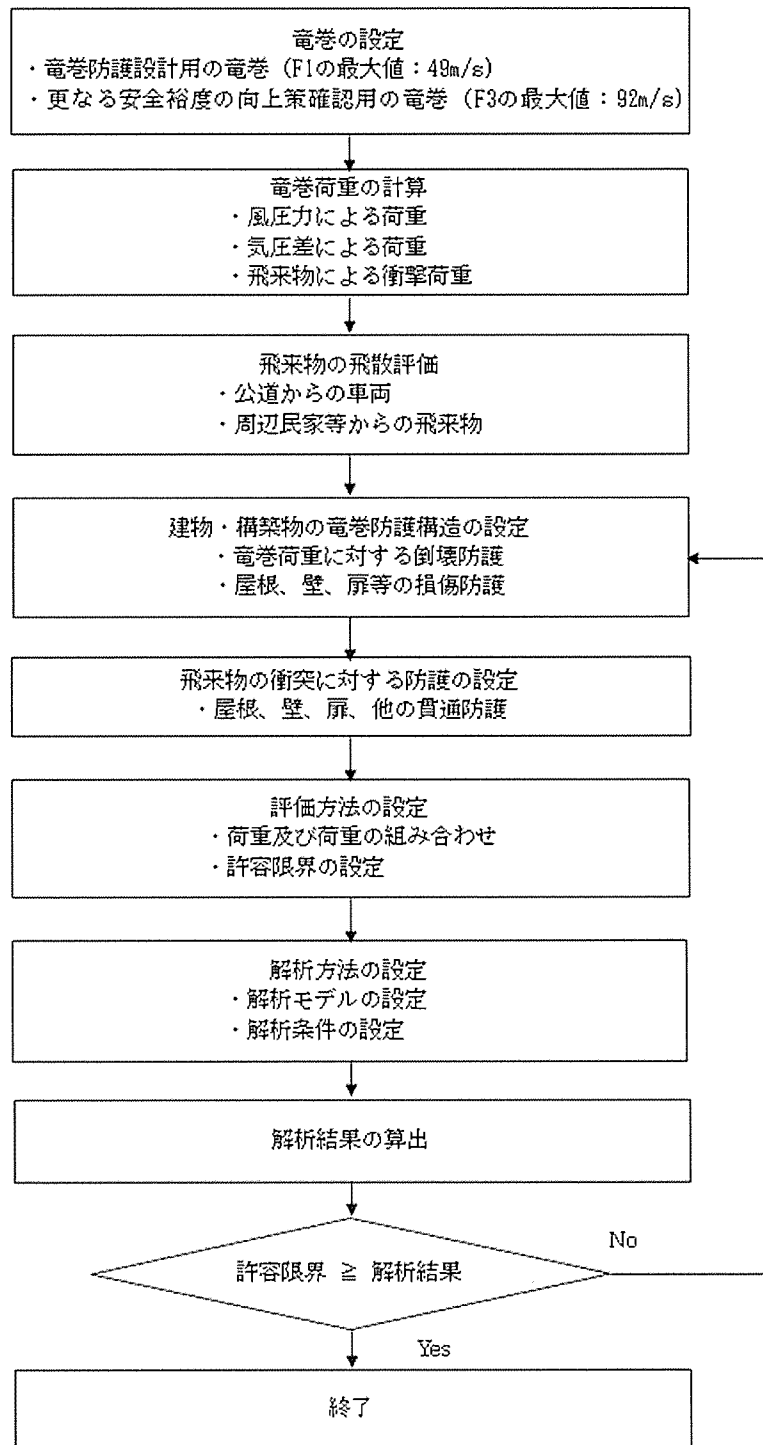 竜巻の設定
・竜巻防護設計用の竜巻（F1の最大値：49m/s）
・更なる安全裕度の向上策確認用の竜巻（F3の最大値：92m/s）
竜巻荷重の計算
・風圧力による荷重
・気圧差による荷重
・飛来物による衝撃荷重
飛来物の飛散評価
・公道からの車両
・周辺民家等からの飛来物
建物・構築物の竜巻防護構造の設定
・竜巻荷重に対する倒壊防護
・屋根、壁、扉等の損傷防護
飛来物の衝突に対する防護の設定
・屋根、壁、扉、他の貫通防護
評価方法の設定
・荷重及び荷重の組み合わせ
・許容限界の設定
解析方法の設定
・解析モデルの設定
・解析条件の設定
解析結果の算出
許容限界 ≧ 解析結果
No
Yes
終了